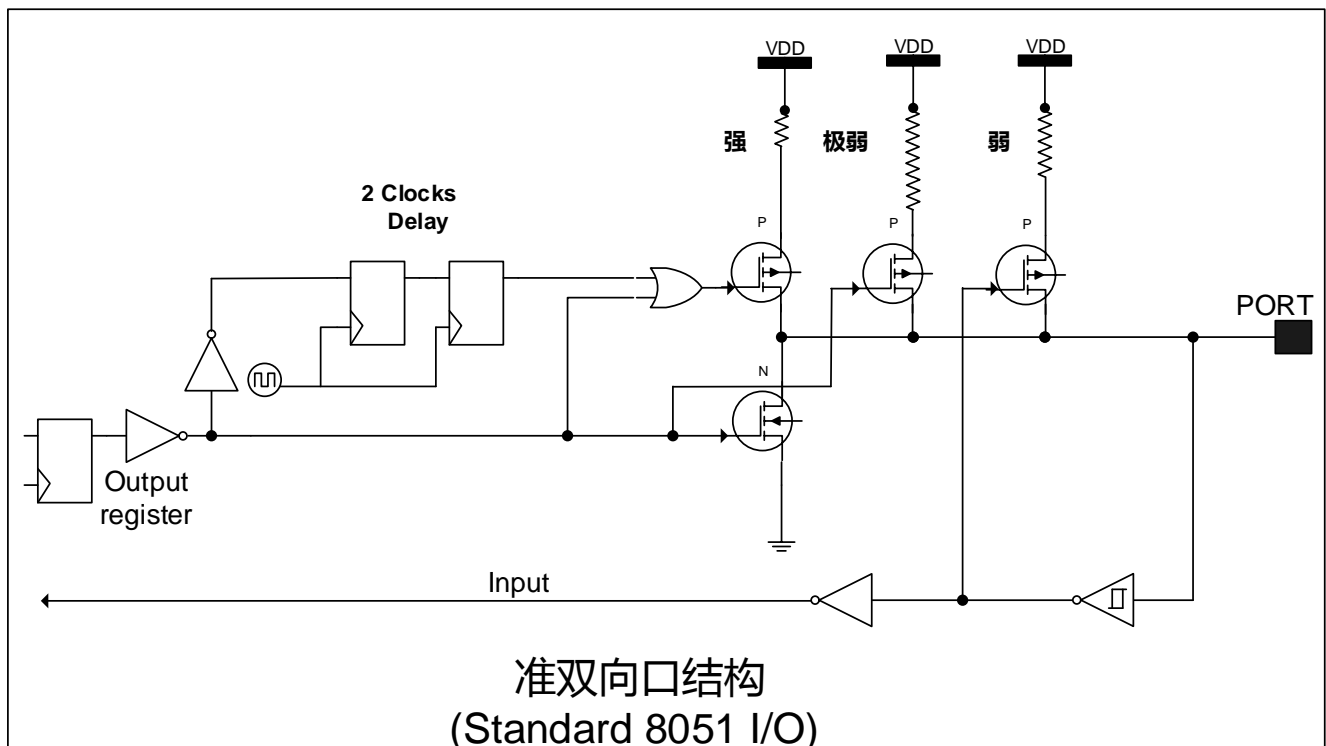 VDD
VDD
VDD
强
极弱
弱
2 Clocks
Delay
P
P
P
PORT
N
Output
register
Input
准双向口结构
(Standard 8051 I/O)